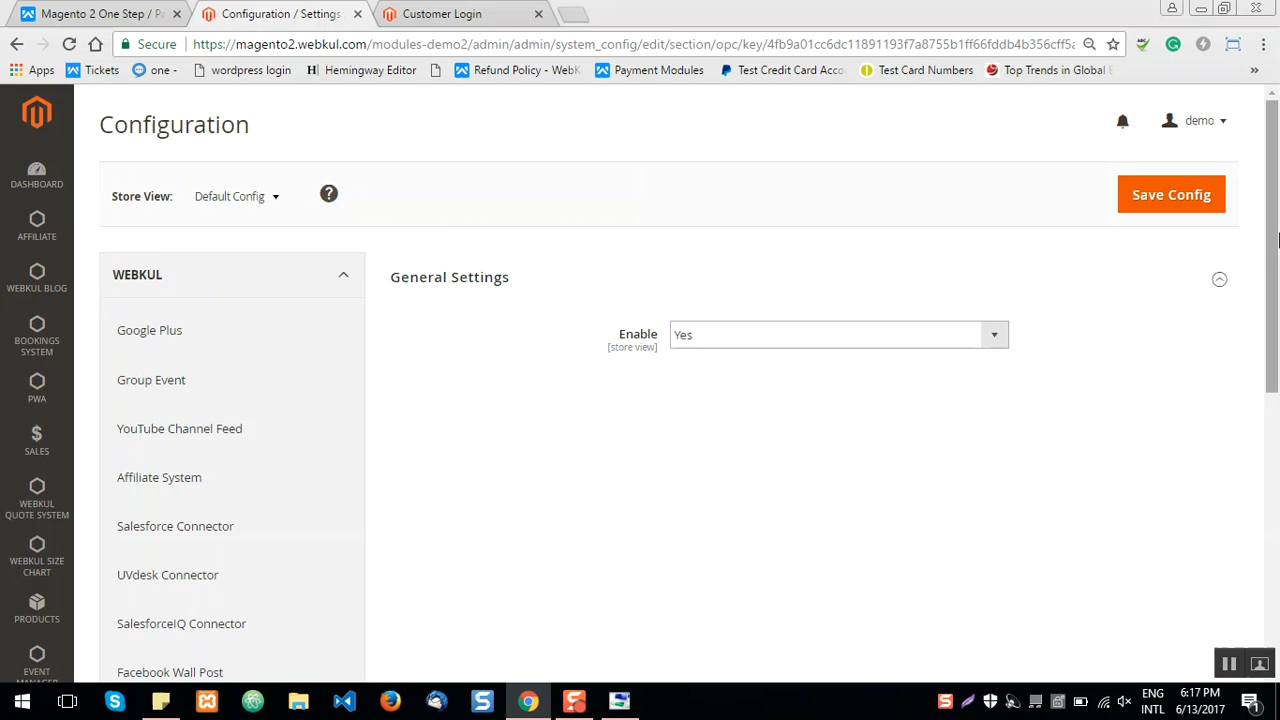 Magento 2 One Step / Pa
Configuration / Settings
Customer Login
Secure https://magento2.webkul.com/modules-demo2/admin/admin/system_config/edit/section/opc/key/4fb9a01cc6dc11891193f7a8755b1ff66fddb4b356cff5
Apps Tickets one - wordpress login Hemingway Editor Refund Policy - WebK Payment Modules Test Credit Card Acco Test Card Numbers Top Trends in Global E »
Configuration
demo
Store View: Default Config ?
Save Config
DASHBOARD
AFFILIATE
WEBKUL BLOG
BOOKINGS
SYSTEM
PWA
SALES
WEBKUL
QUOTE SYSTEM
WEBKUL SIZE
CHART
PRODUCTS
EVENT
WEBKUL
Google Plus
Group Event
YouTube Channel Feed
Affiliate System
Salesforce Connector
UVdesk Connector
SalesforceIQ Connector
Facebook Wall Post
General Settings
Enable Yes
[store view]
ENG
INTL
6:17 PM
6/13/2017